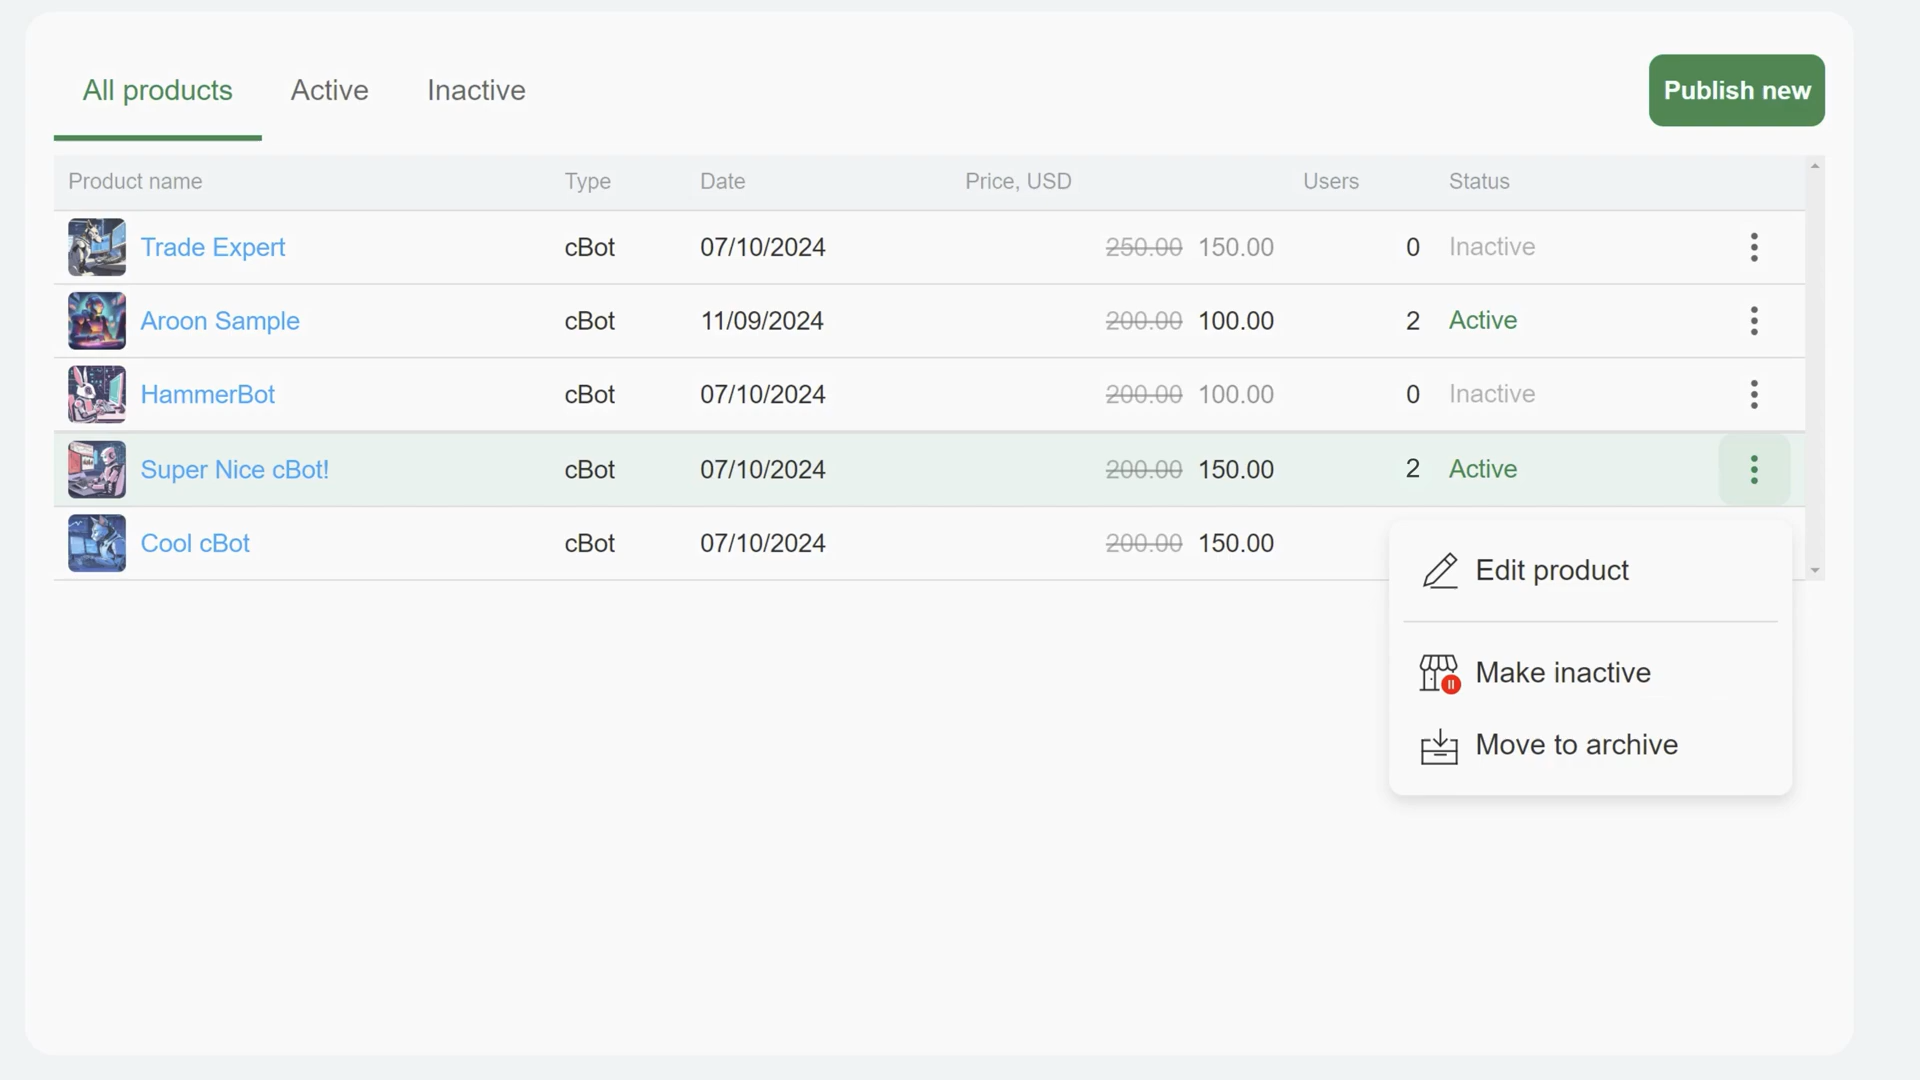 All products Active Inactive Publish new
Product name Type Date Price, USD Users Status
Trade Expert cBot 07/10/2024 250.00 150.00 0 Inactive
Aroon Sample cBot 11/09/2024 200.00 100.00 2 Active
HammerBot cBot 07/10/2024 200.00 100.00 0 Inactive
Super Nice cBot! cBot 07/10/2024 200.00 150.00 2 Active
Cool cBot cBot 07/10/2024 200.00 150.00
Edit product
Make inactive
Move to archive